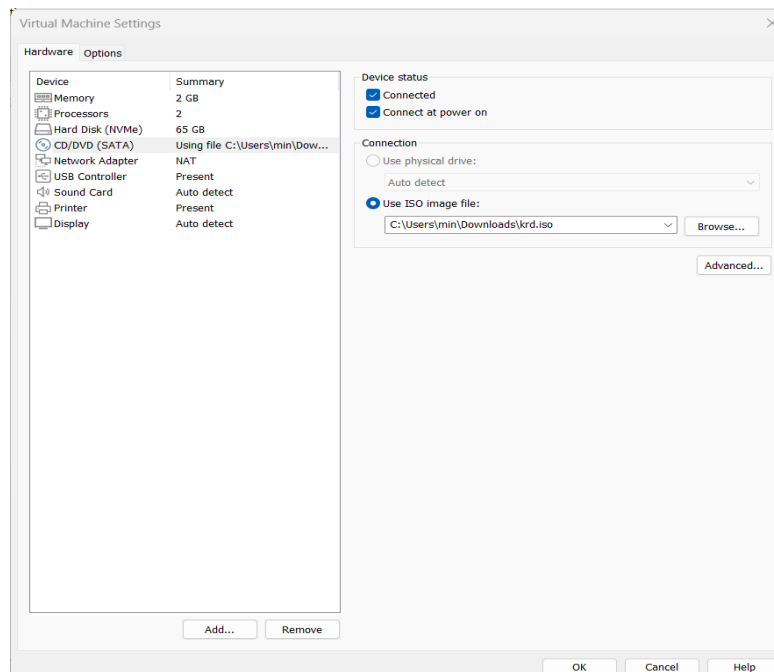 Virtual Machine Settings
Hardware Options
Device Summary
Memory 2 GB
Processors 2
Hard Disk (NVMe) 65 GB
CD/DVD (SATA) Using file C:\Users\min\Dow...
Network Adapter NAT
USB Controller Present
Sound Card Auto detect
Printer Present
Display Auto detect
Add... Remove
Device status
Connected
Connect at power on
Connection
Use physical drive:
Auto detect
Use ISO image file:
C:\Users\min\Downloads\krd.iso Browse...
Advanced...
OK Cancel Help